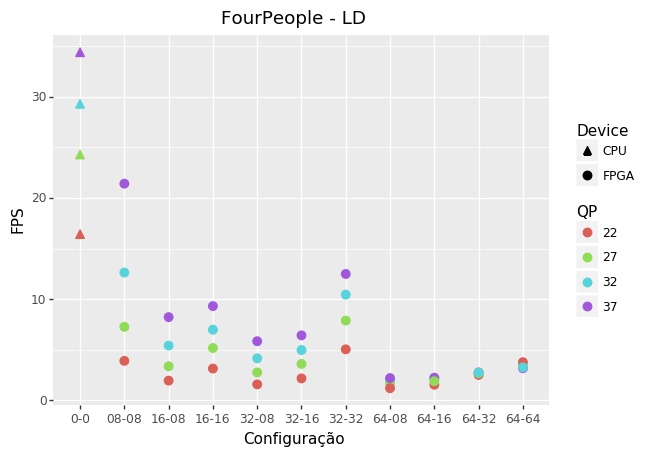 FourPeople - LD
FPS
30
20
10
0
0-0 08-08 16-08 16-16 32-08 32-16 32-32 64-08 64-16 64-32 64-64
Configuração
Device
CPU
FPGA
QP
22
27
32
37